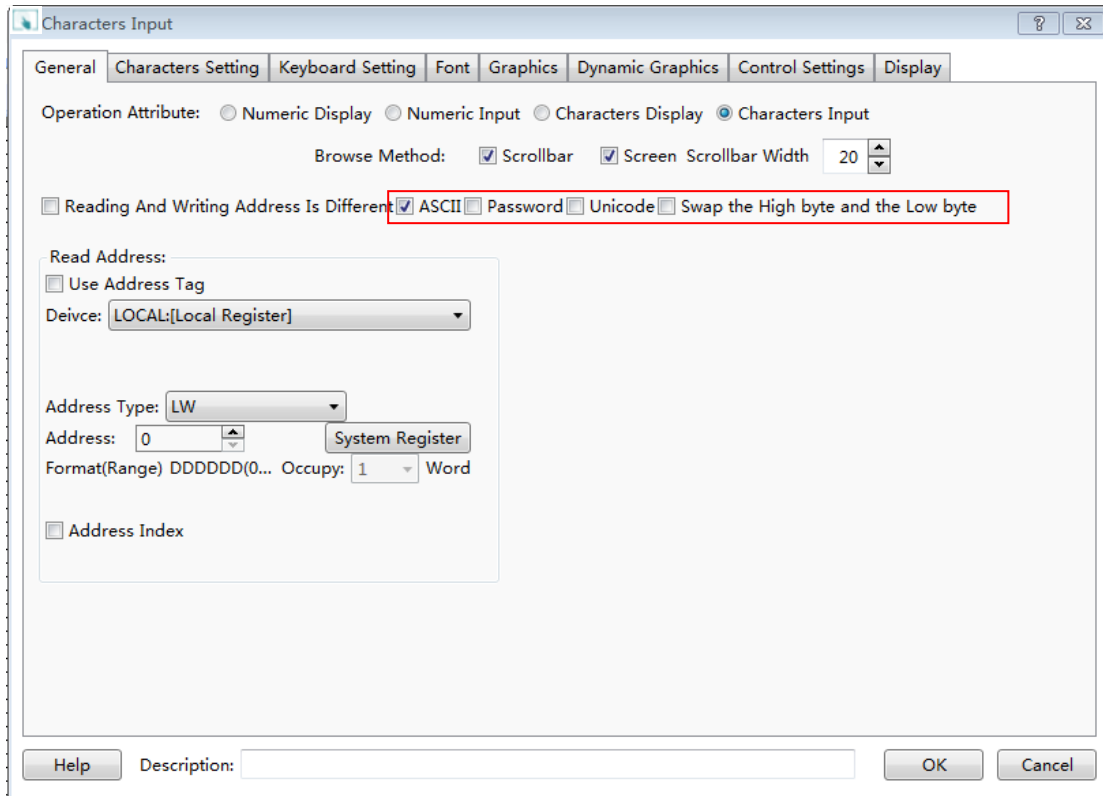 Characters Input
General Characters Setting Keyboard Setting Font Graphics Dynamic Graphics Control Settings Display
Operation Attribute: Numeric Display Numeric Input Characters Display Characters Input
Browse Method: Scrollbar Screen Scrollbar Width 20
Reading And Writing Address Is Different ASCII Password Unicode Swap the High byte and the Low byte
Read Address:
Use Address Tag
Deivce: LOCAL:[Local Register]
Address Type: LW
Address: 0 System Register
Format(Range) DDDDDD(0... Occupy: 1 Word
Address Index
Help Description: OK Cancel